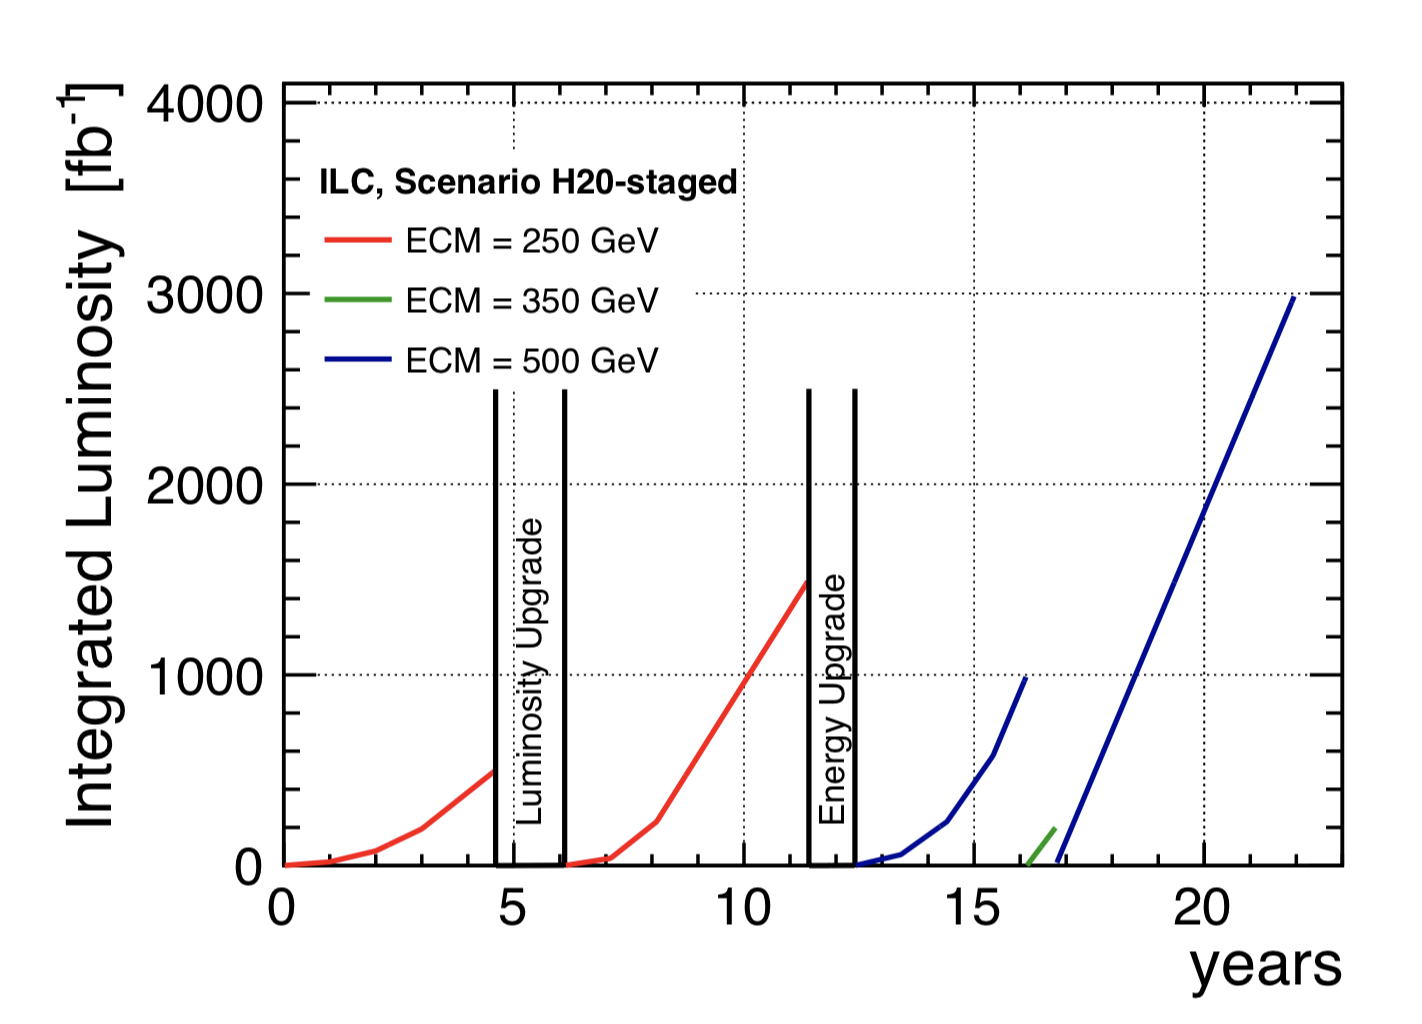 Integrated Luminosity [fb-1]
4000
3000
2000
1000
0
ILC, Scenario H20-staged
ECM = 250 GeV
ECM = 350 GeV
ECM = 500 GeV
Luminosity Upgrade
Energy Upgrade
0 5 10 15 20
years